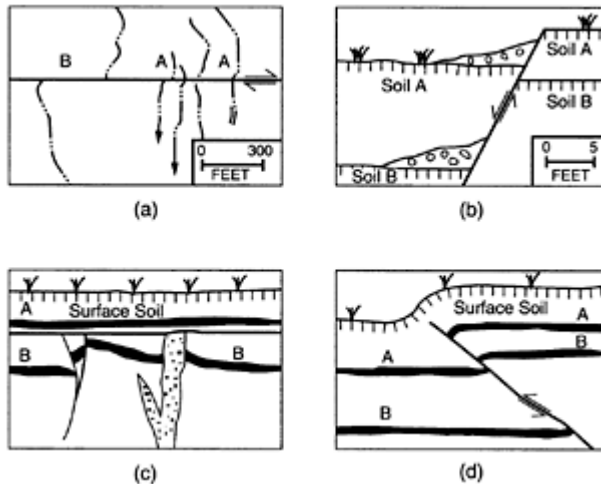 B A A
0 300
FEET
(a)
Soil A
Soil A
Soil B
Soil B
0 5
FEET
(b)
A Surface Soil
B B
(c)
Surface Soil
A
B
A
B
(d)